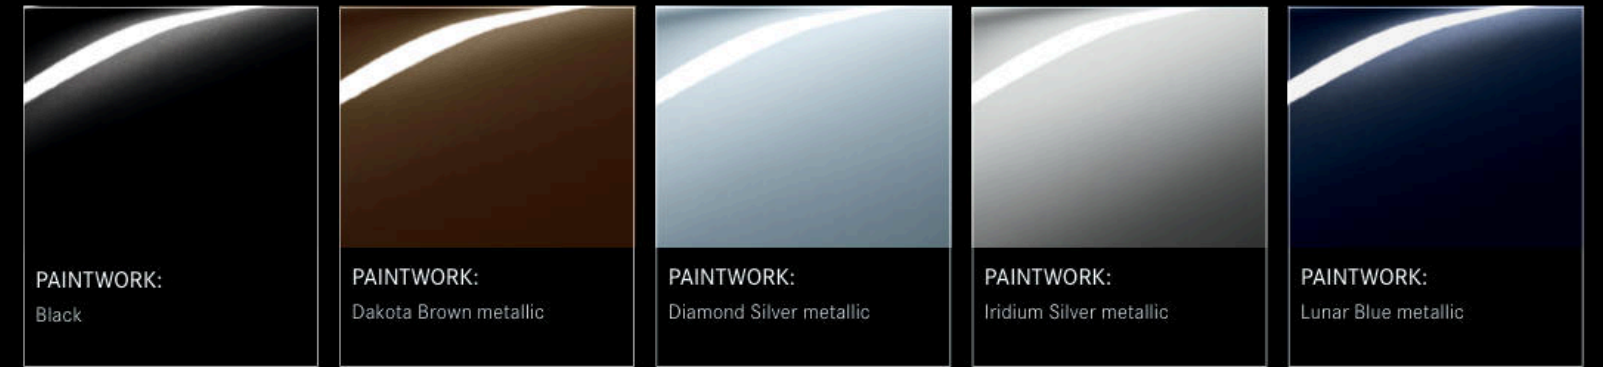 PAINTWORK:
Black
PAINTWORK:
Dakota Brown metallic
PAINTWORK:
Diamond Silver metallic
PAINTWORK:
Iridium Silver metallic
PAINTWORK:
Lunar Blue metallic